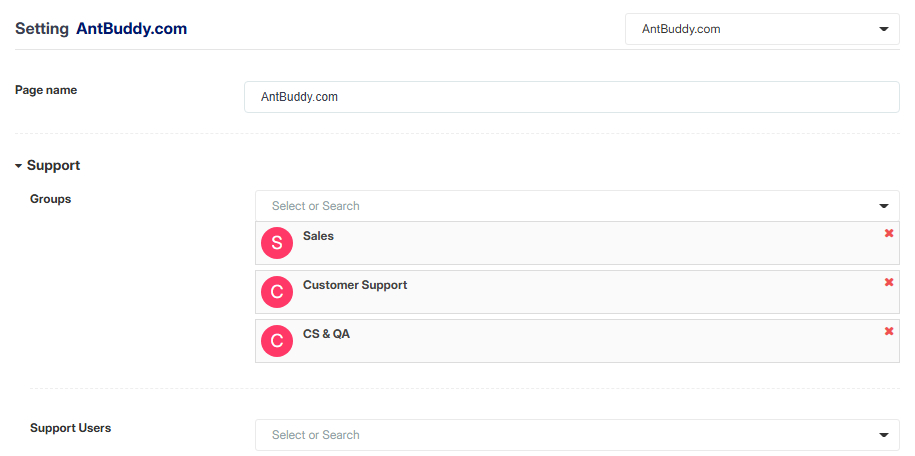 Setting AntBuddy.com
AntBuddy.com
Page name
AntBuddy.com
Support
Groups
Select or Search
S
Sales
C
Customer Support
C
CS & QA
Support Users
Select or Search